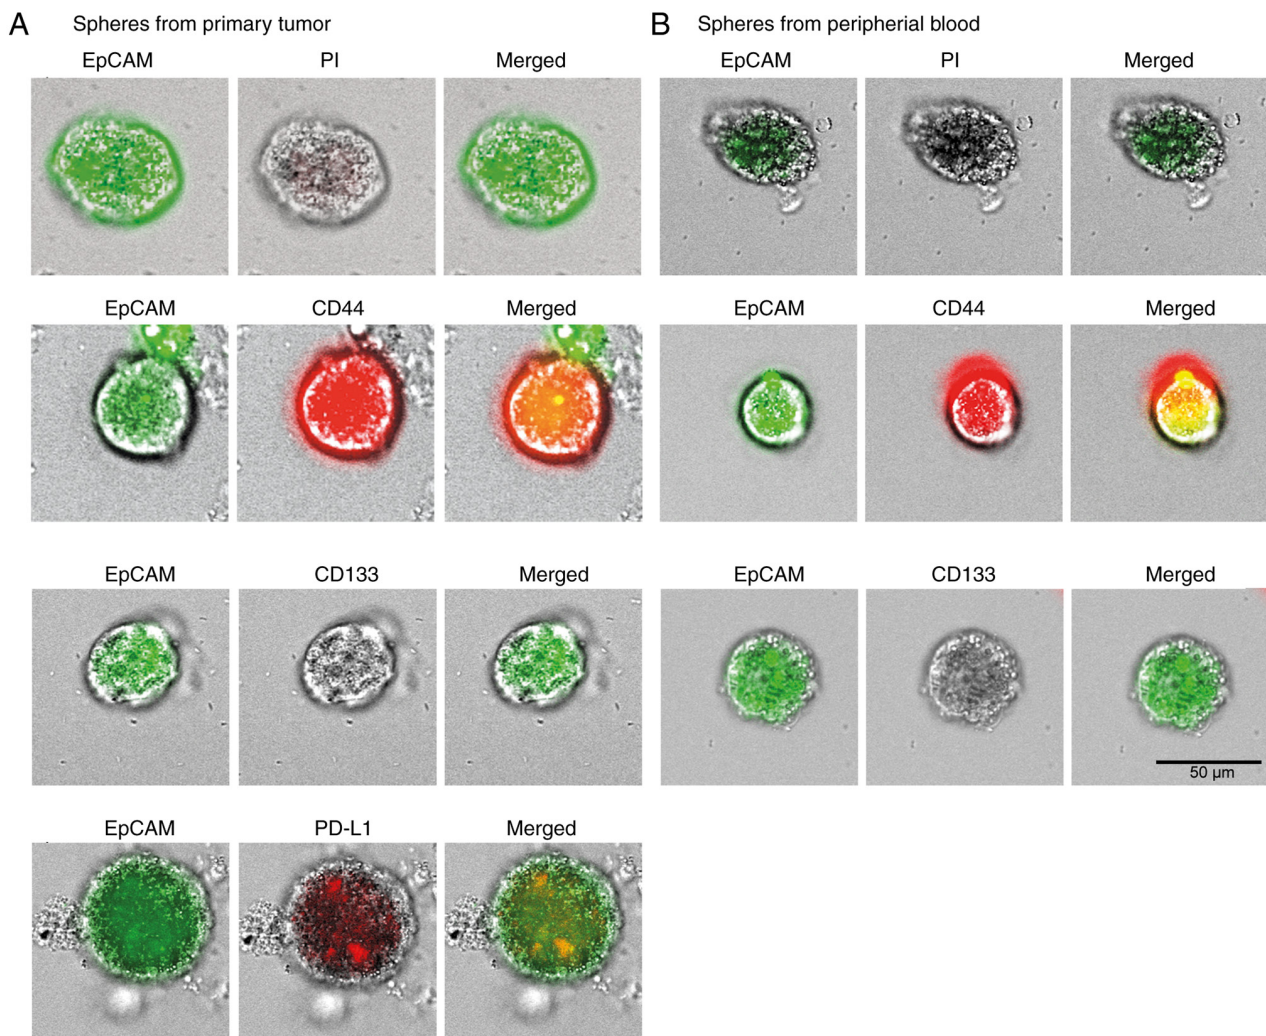 A Spheres from primary tumor
EpCAM PI Merged
EpCAM CD44 Merged
EpCAM CD133 Merged
EpCAM PD-L1 Merged
B Spheres from peripherial blood
EpCAM PI Merged
EpCAM CD44 Merged
EpCAM CD133 Merged
50 µm